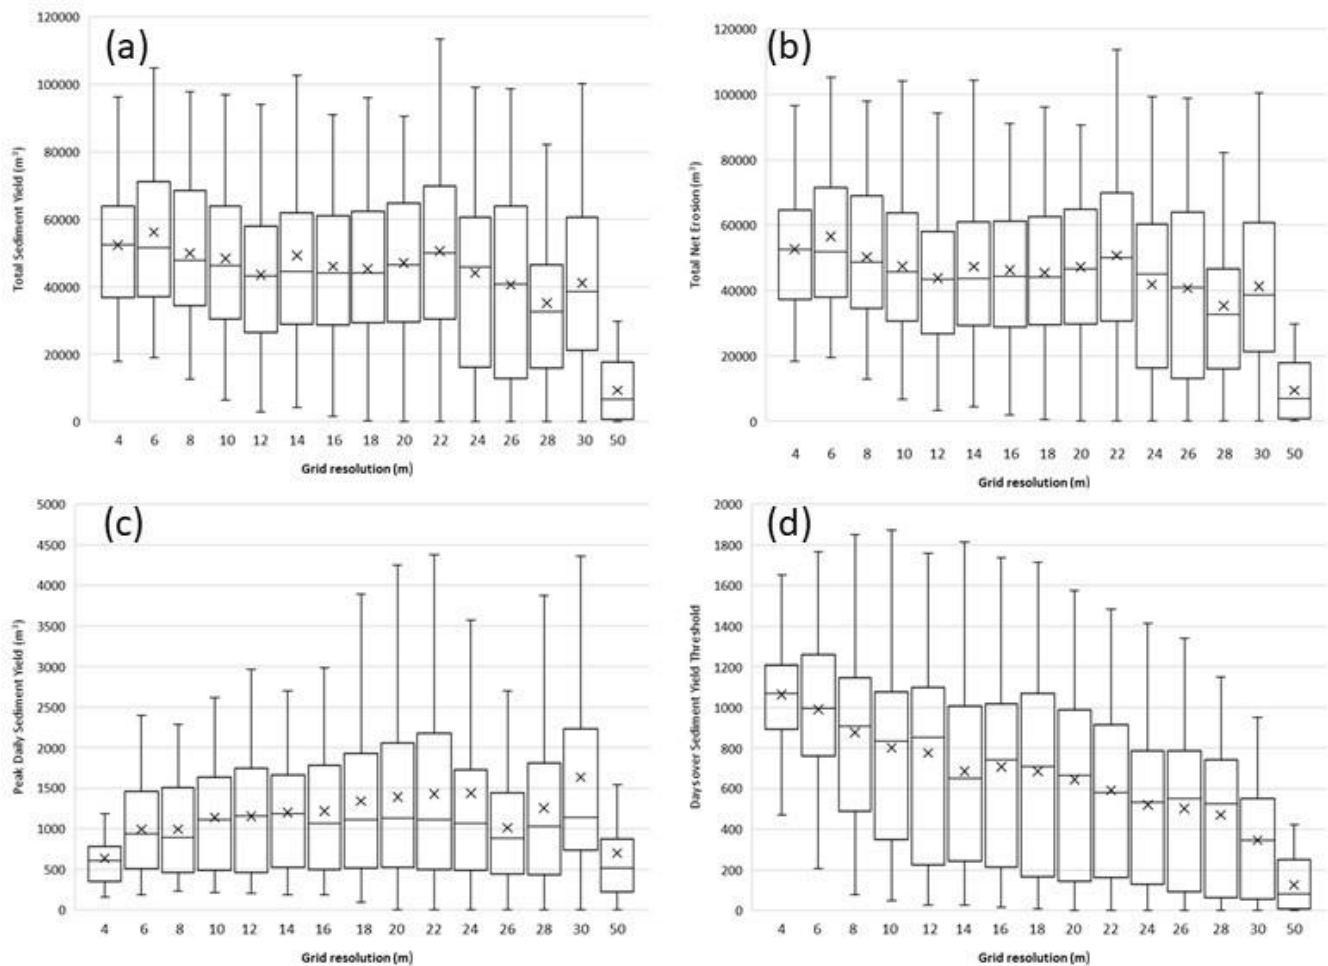 (a)
Total Sediment Yield (m³)
120000
100000
80000
60000
40000
20000
0
4 6 8 10 12 14 16 18 20 22 24 26 28 30 50
Grid resolution (m)
(b)
Total Net Erosion (m³)
120000
100000
80000
60000
40000
20000
0
4 6 8 10 12 14 16 18 20 22 24 26 28 30 50
Grid resolution (m)
(c)
Peak Daily Sediment Yield (m³)
5000
4500
4000
3500
3000
2500
2000
1500
1000
500
0
4 6 8 10 12 14 16 18 20 22 24 26 28 30 50
Grid resolution (m)
(d)
Days over Sediment Yield Threshold
2000
1800
1600
1400
1200
1000
800
600
400
200
0
4 6 8 10 12 14 16 18 20 22 24 26 28 30 50
Grid resolution (m)